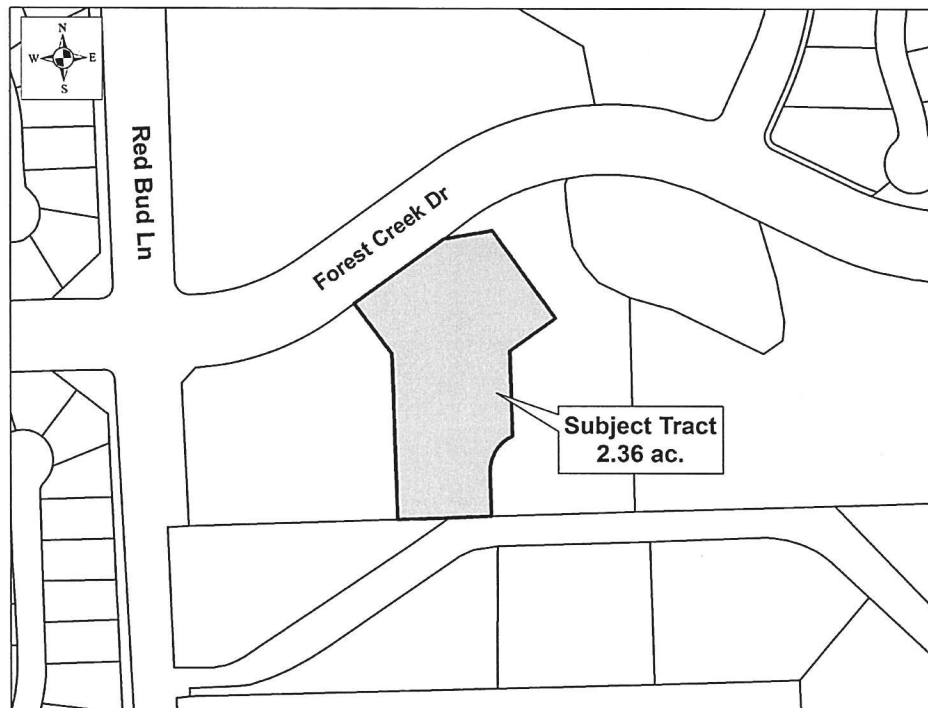 N
W E
S
Red Bud Ln
Forest Creek Dr
Subject Tract
2.36 ac.